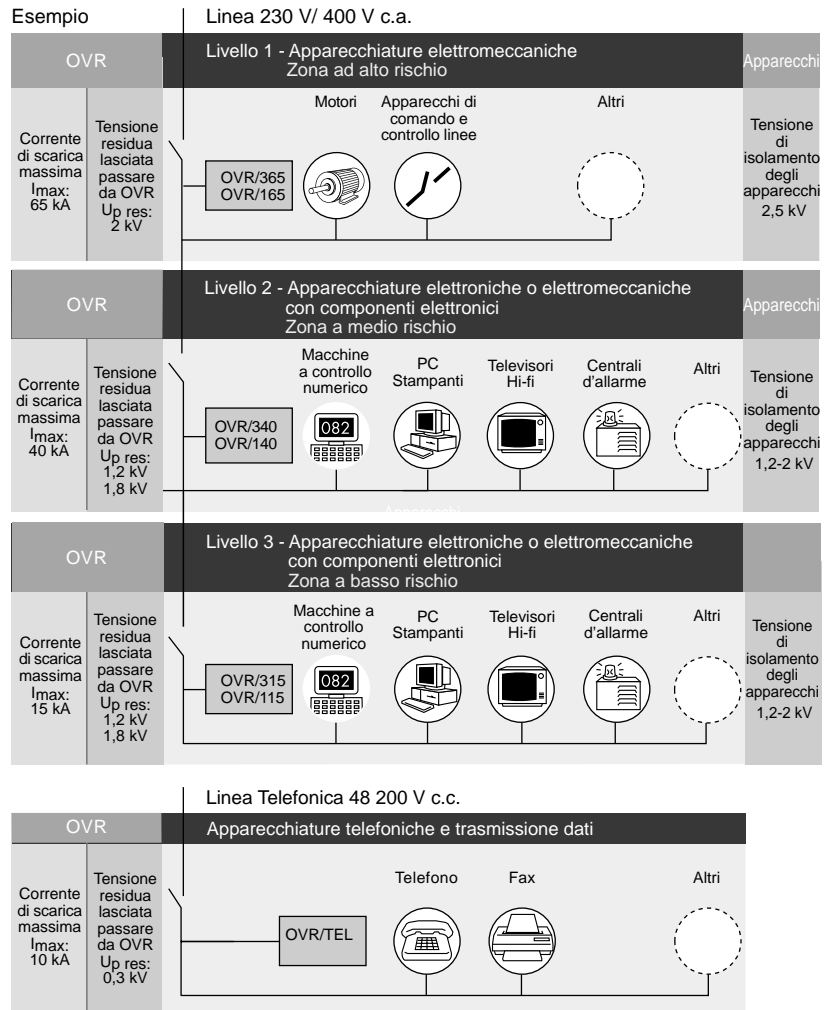 Esempio
Linea 230 V/ 400 V c.a.
OVR
Livello 1 - Apparecchiature elettromeccaniche
Zona ad alto rischio
Apparecchi
Corrente
di scarica
massima
Imax:
65 kA
Tensione
residua
lasciata
passare
da OVR
Up res:
2 kV
OVR/365
OVR/165
Motori
Apparecchi di
comando e
controllo linee
Altri
Tensione
di
isolamento
degli
apparecchi
2,5 kV
OVR
Livello 2 - Apparecchiature elettroniche o elettromeccaniche
con componenti elettronici
Zona a medio rischio
Apparecchi
Corrente
di scarica
massima
Imax:
40 kA
Tensione
residua
lasciata
passare
da OVR
Up res:
1,2 kV
1,8 kV
OVR/340
OVR/140
Macchine
a controllo
numerico
082
PC
Stampanti
Televisori
Hi-fi
Centrali
d'allarme
Altri
Tensione
di
isolamento
degli
apparecchi
1,2-2 kV
Apparecchi
OVR
Livello 3 - Apparecchiature elettroniche o elettromeccaniche
con componenti elettronici
Zona a basso rischio
Corrente
di scarica
massima
Imax:
15 kA
Tensione
residua
lasciata
passare
da OVR
Up res:
1,2 kV
1,8 kV
OVR/315
OVR/115
Macchine a
controllo
numerico
082
PC
Stampanti
Televisori
Hi-fi
Centrali
d'allarme
Altri
Tensione
di
isolamento
degli
apparecchi
1,2-2 kV
Linea Telefonica 48 200 V c.c.
OVR
Apparecchiature telefoniche e trasmissione dati
Corrente
di scarica
massima
Imax:
10 kA
Tensione
residua
lasciata
passare
da OVR
Up res:
0,3 kV
OVR/TEL
Telefono
Fax
Altri